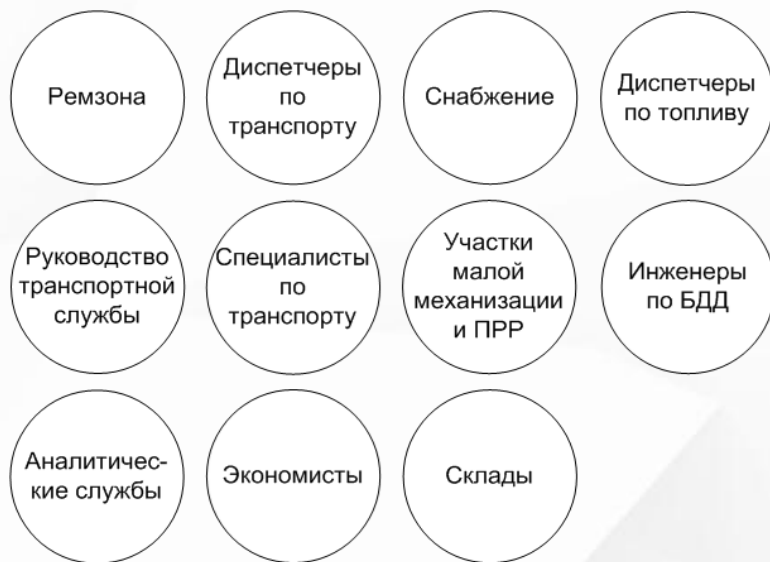 Ремзона
Диспетчеры
по
транспорту
Снабжение
Диспетчеры
по топливу
Руководство
транспортной
службы
Специалисты
по
транспорту
Участки
малой
механизации
и ПРР
Инженеры
по БДД
Аналитичес-
кие службы
Экономисты
Склады